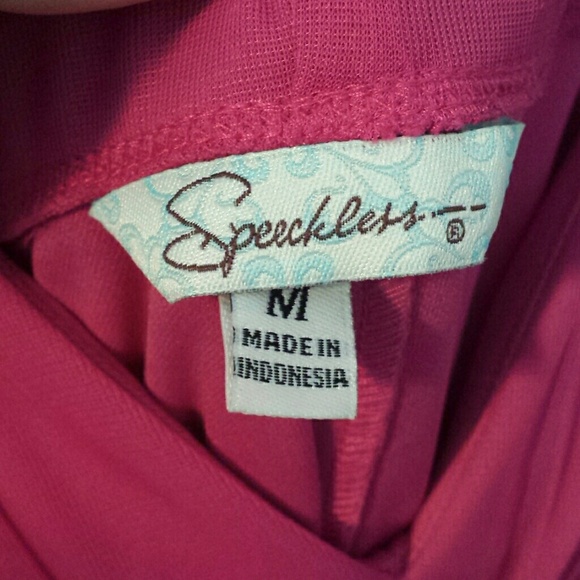 Speechless...
®
M
MADE IN
INDONESIA